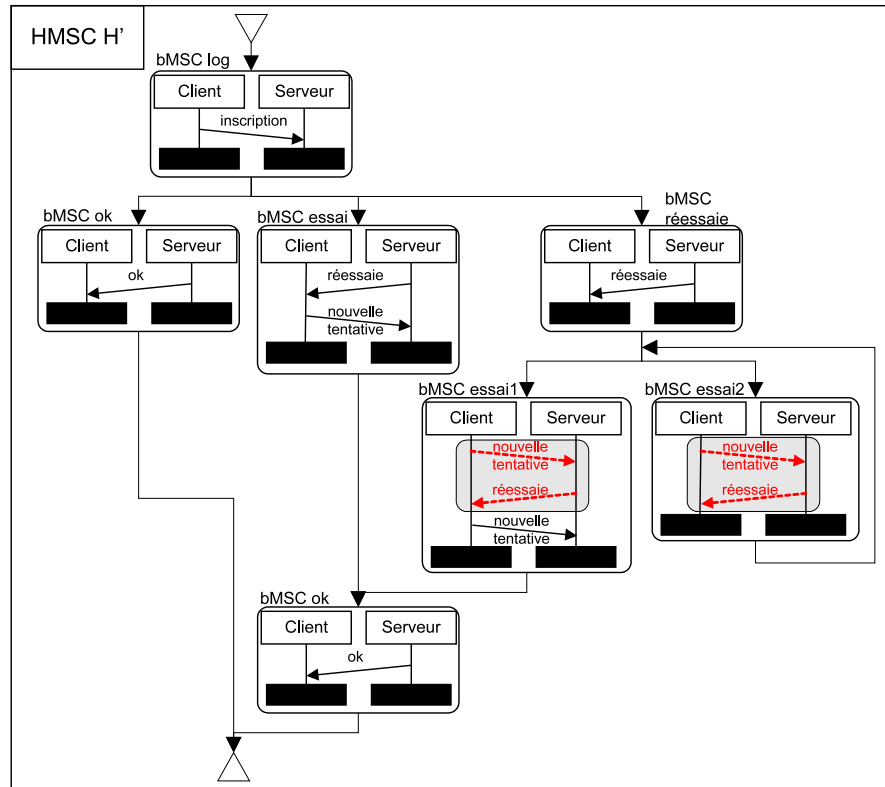 HMSC H'
bMSC log
Client Serveur
inscription
bMSC ok
Client Serveur
ok
bMSC essai
Client Serveur
réessaie
nouvelle
tentative
bMSC
réessaie
Client Serveur
réessaie
bMSC essai1
Client Serveur
nouvelle
tentative
réessaie
nouvelle
tentative
bMSC essai2
Client Serveur
nouvelle
tentative
réessaie
bMSC ok
Client Serveur
ok